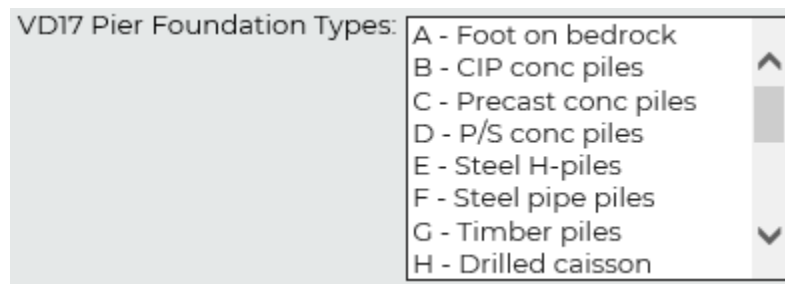 VD17 Pier Foundation Types:
A - Foot on bedrock
B - CIP conc piles
C - Precast conc piles
D - P/S conc piles
E - Steel H-piles
F - Steel pipe piles
G - Timber piles
H - Drilled caisson